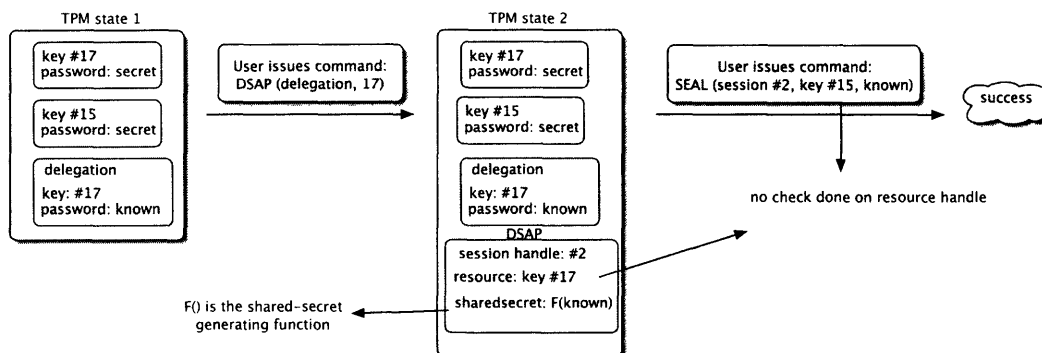 TPM state 1
key #17
password: secret
key #15
password: secret
delegation
key: #17
password: known
User issues command:
DSAP (delegation, 17)
TPM state 2
key #17
password: secret
key #15
password: secret
delegation
key: #17
password: known
DSAP
session handle: #2
resource: key #17
sharedsecret: F(known)
F() is the shared-secret
generating function
User issues command:
SEAL (session #2, key #15, known)
success
no check done on resource handle